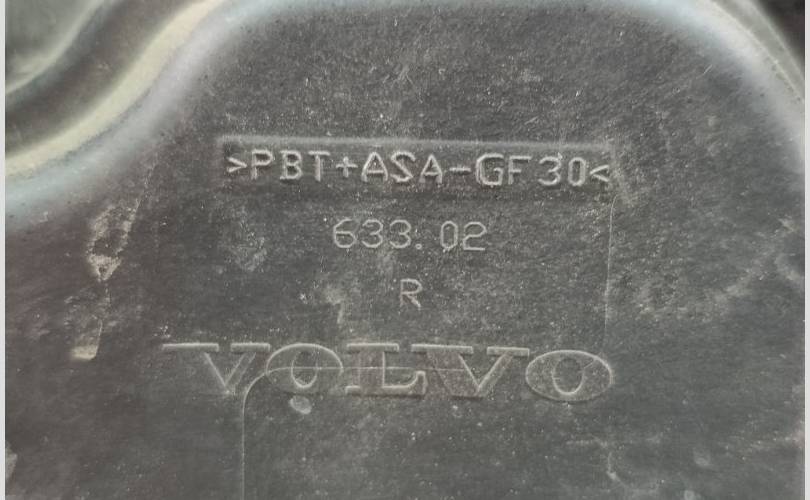 >PBT+ASA-GF30<
633.02
R
VOLVO